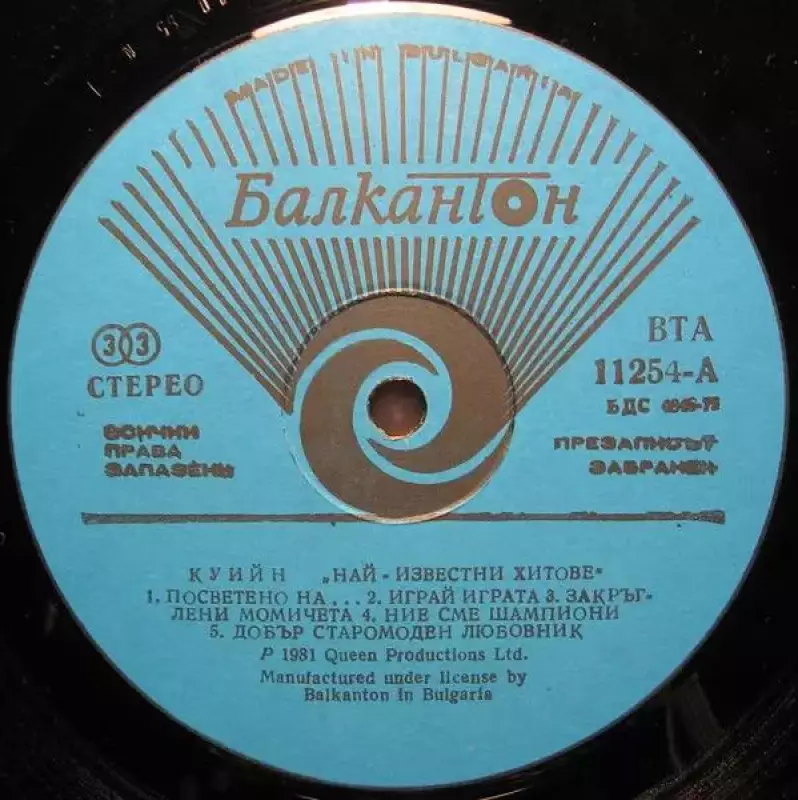 MADE IN BULGARIA
БалканТон
33
СТЕРЕО
ВТА
11254-А
БДС
ВСИЧКИ
ПРАВА
ЗАПАЗЕНИ
ПРЕЗАПИСЪТ
ЗАБРАНЕН
КУИЙН „НАЙ-ИЗВЕСТНИ ХИТОВЕ"
1. ПОСВЕТЕНО НА... 2. ИГРАЙ ИГРАТА 3. ЗАКРЪГ-
ЛЕНИ МОМИЧЕТА 4. НИЕ СМЕ ШАМПИОНИ
5. ДОБЪР СТАРОМОДЕН ЛЮБОВНИК
P 1981 Queen Productions Ltd.
Manufactured under license by
Balkanton in Bulgaria